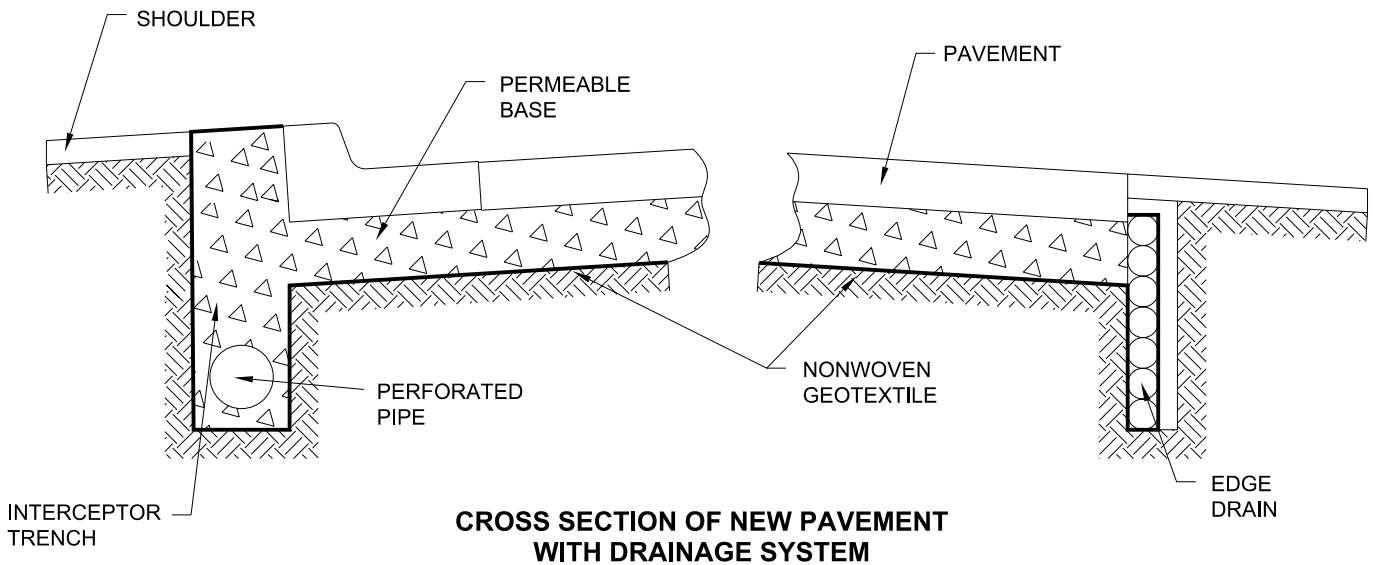 SHOULDER
PERMEABLE
BASE
PAVEMENT
PERFORATED
PIPE
NONWOVEN
GEOTEXTILE
INTERCEPTOR
TRENCH
EDGE
DRAIN
CROSS SECTION OF NEW PAVEMENT
WITH DRAINAGE SYSTEM